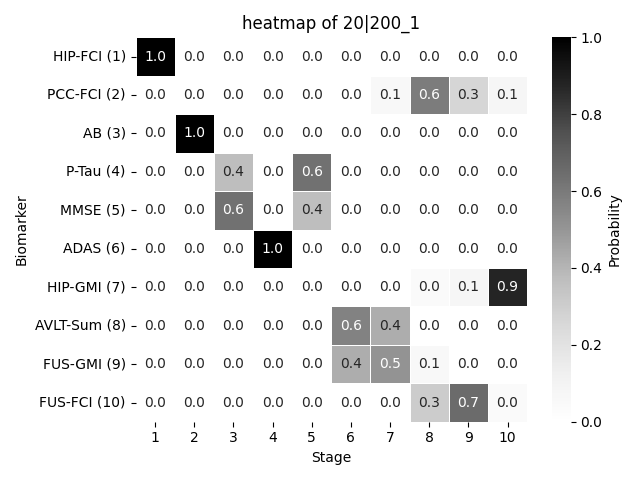 heatmap of 20|200_1
HIP-FCI (1) 1.0 0.0 0.0 0.0 0.0 0.0 0.0 0.0 0.0 0.0
PCC-FCI (2) 0.0 0.0 0.0 0.0 0.0 0.0 0.1 0.6 0.3 0.1
AB (3) 0.0 1.0 0.0 0.0 0.0 0.0 0.0 0.0 0.0 0.0
P-Tau (4) 0.0 0.0 0.4 0.0 0.6 0.0 0.0 0.0 0.0 0.0
MMSE (5) 0.0 0.0 0.6 0.0 0.4 0.0 0.0 0.0 0.0 0.0
ADAS (6) 0.0 0.0 0.0 1.0 0.0 0.0 0.0 0.0 0.0 0.0
HIP-GMI (7) 0.0 0.0 0.0 0.0 0.0 0.0 0.0 0.0 0.1 0.9
AVLT-Sum (8) 0.0 0.0 0.0 0.0 0.0 0.6 0.4 0.0 0.0 0.0
FUS-GMI (9) 0.0 0.0 0.0 0.0 0.0 0.4 0.5 0.1 0.0 0.0
FUS-FCI (10) 0.0 0.0 0.0 0.0 0.0 0.0 0.0 0.3 0.7 0.0
1 2 3 4 5 6 7 8 9 10
Stage
Biomarker
1.0
0.8
0.6
0.4
0.2
0.0
Probability